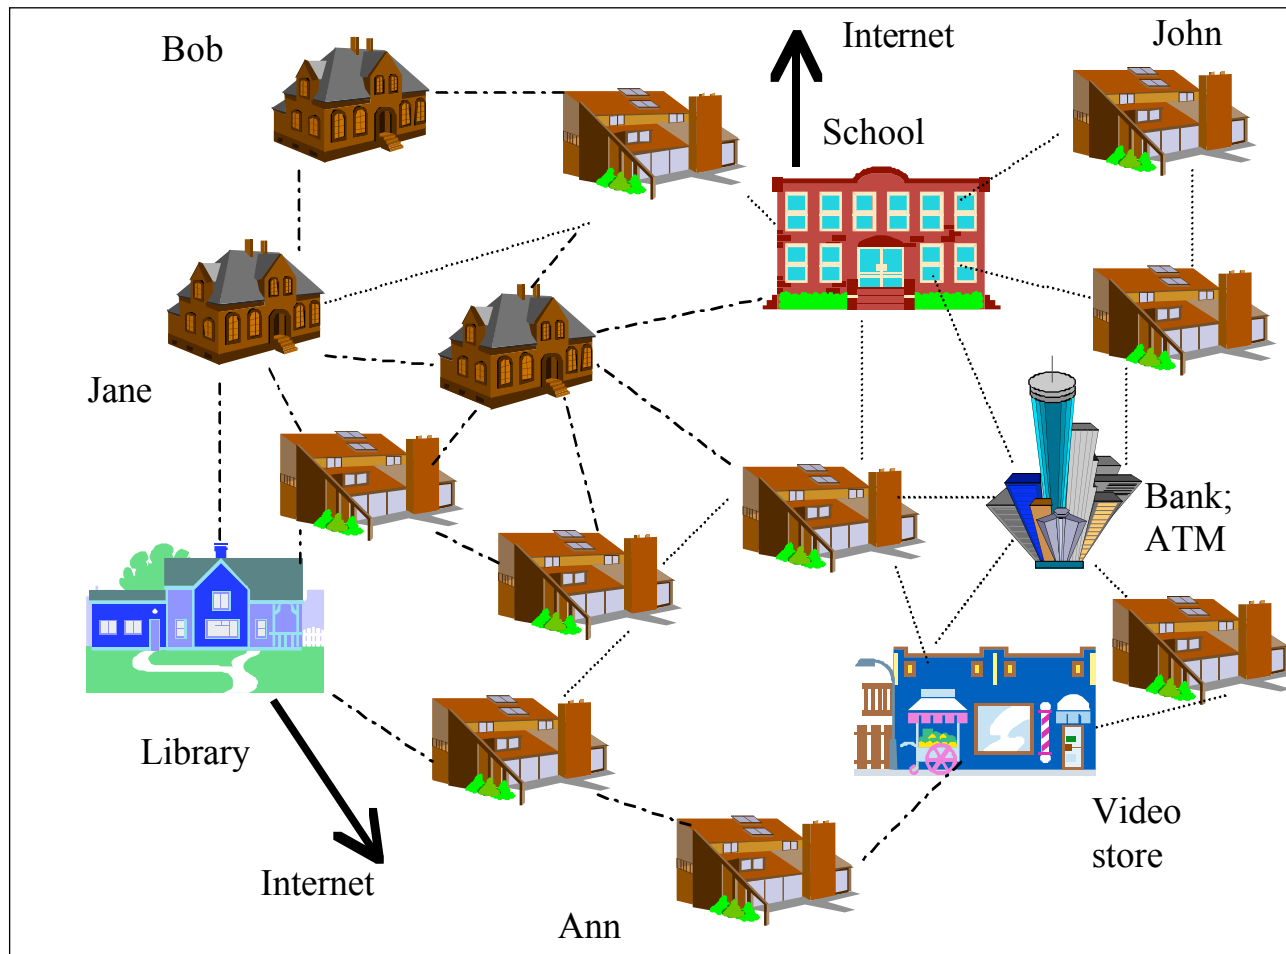 Bob
Internet
John
School
Jane
Bank;
ATM
Library
Video
store
Internet
Ann